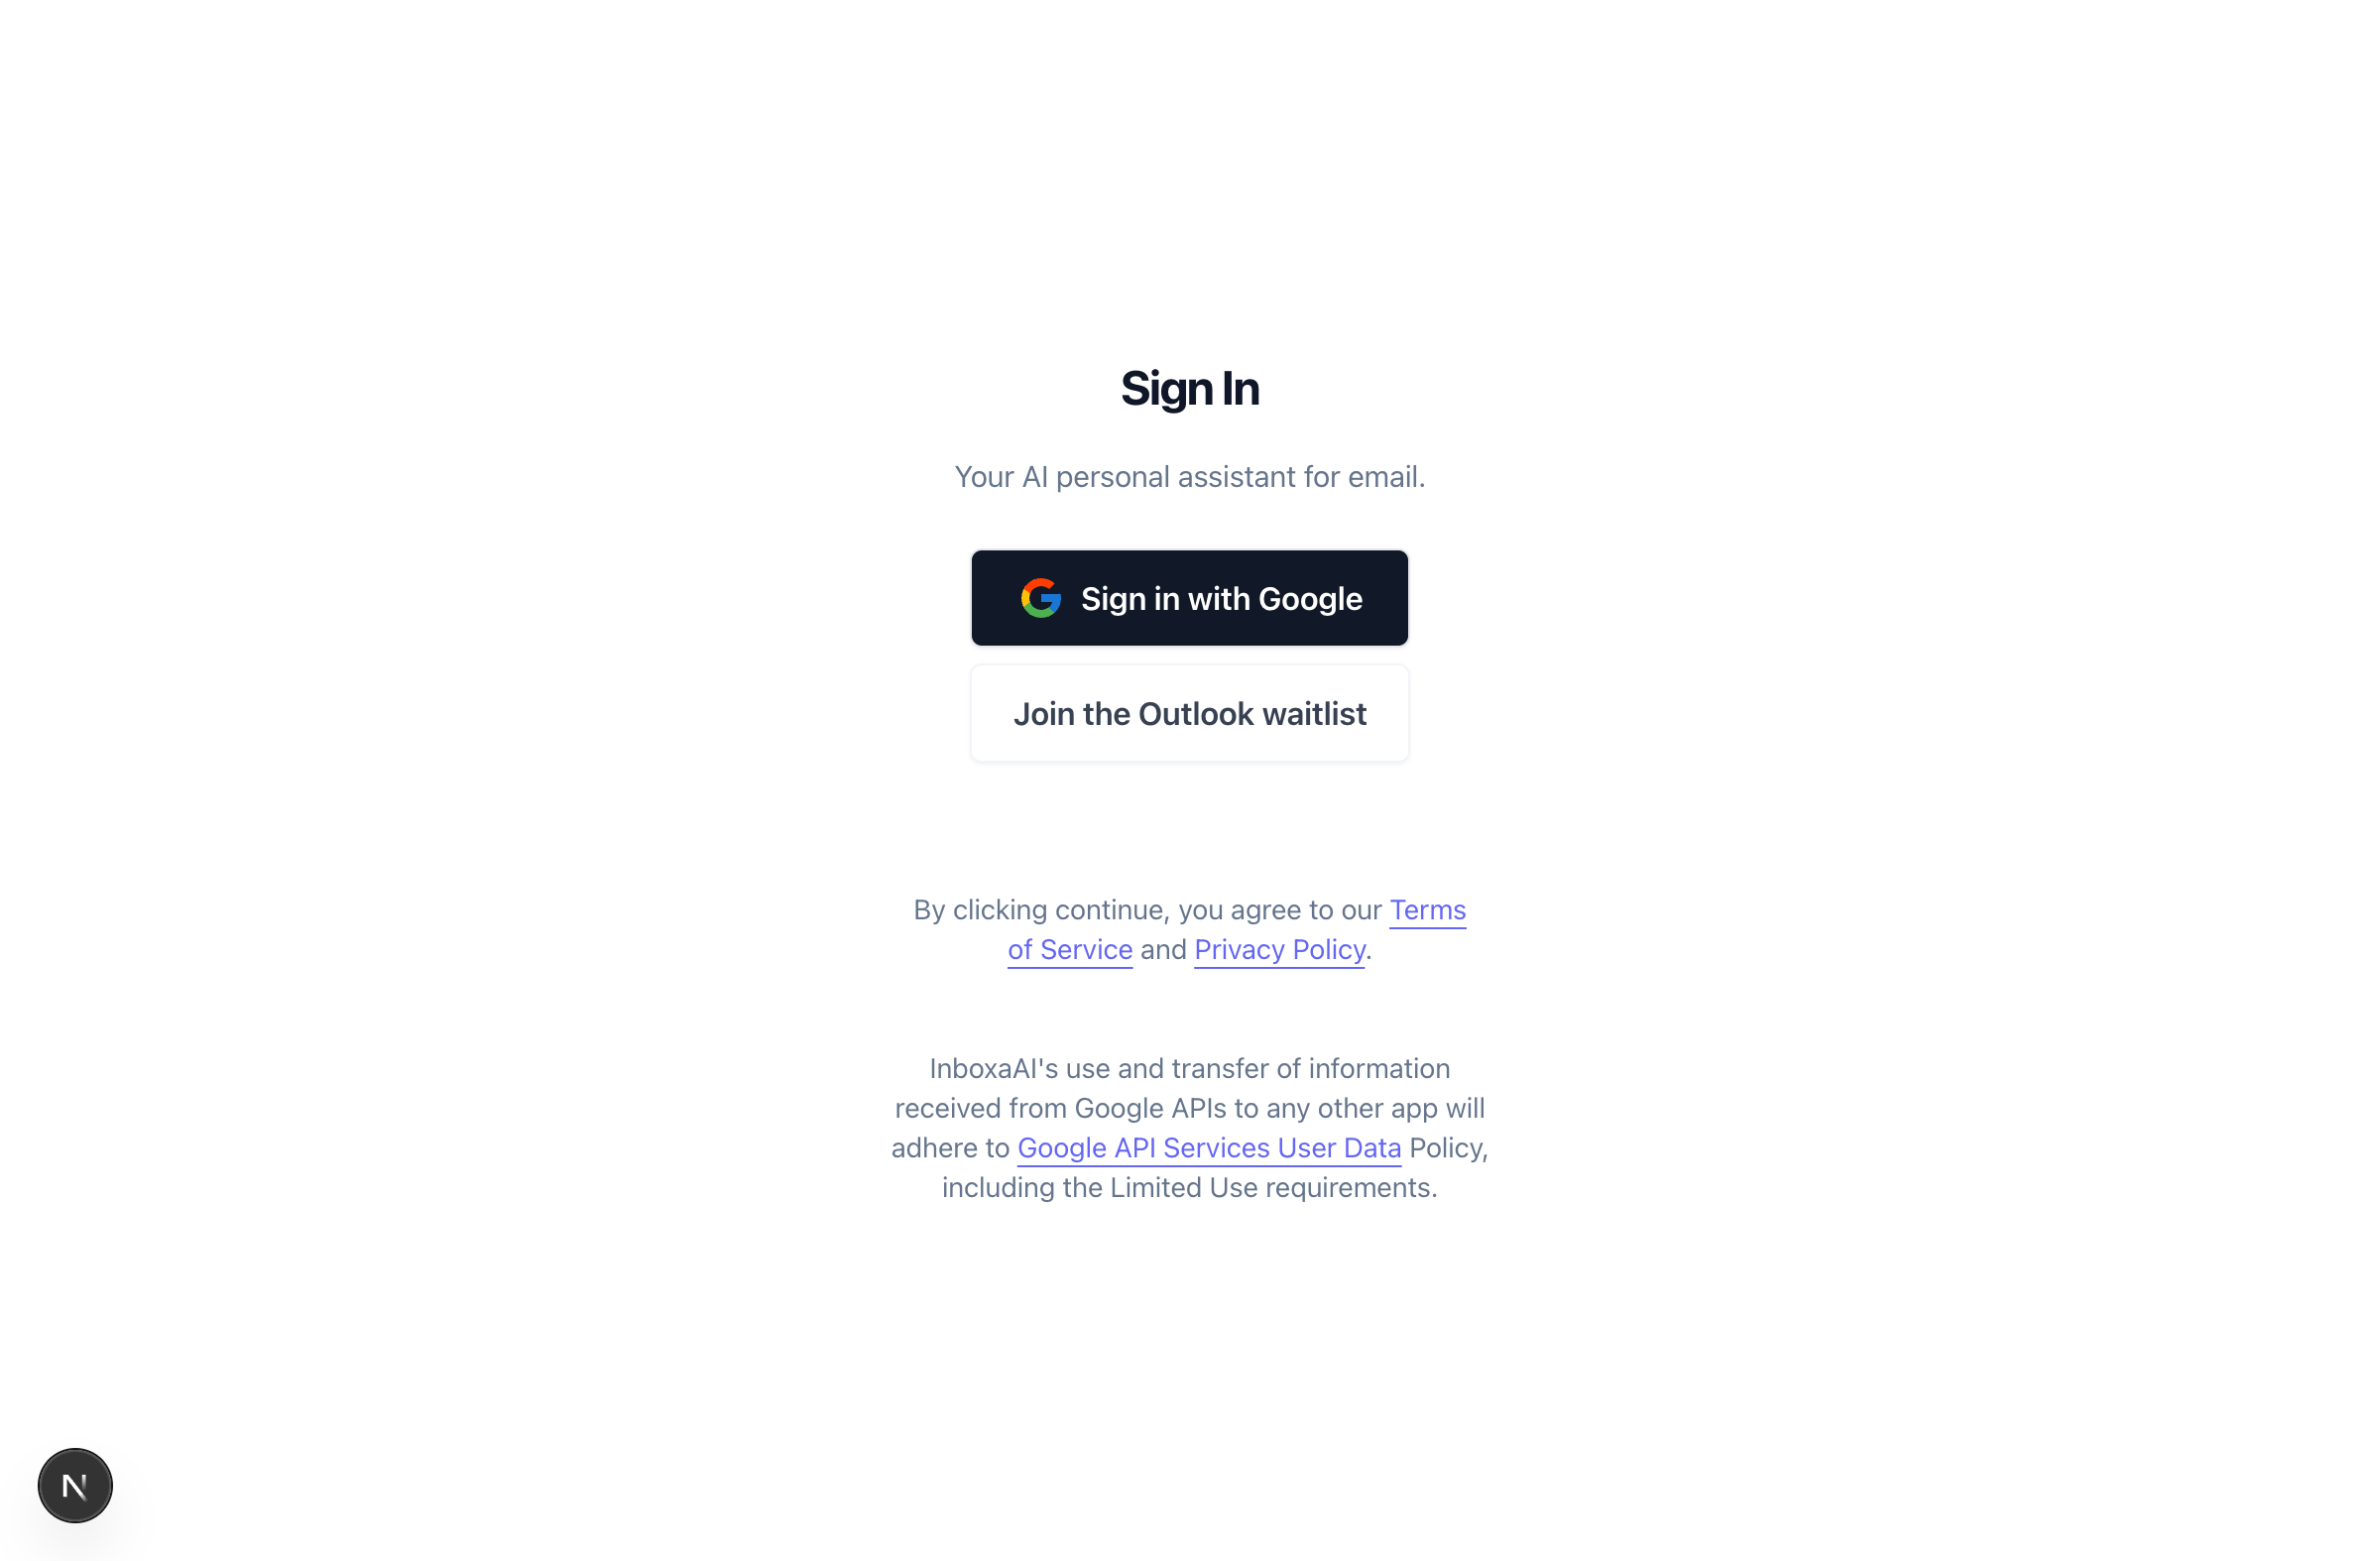 Sign In
Your AI personal assistant for email.
Sign in with Google
Join the Outlook waitlist
By clicking continue, you agree to our Terms
of Service and Privacy Policy.
InboxaAI's use and transfer of information
received from Google APIs to any other app will
adhere to Google API Services User Data Policy,
including the Limited Use requirements.
N